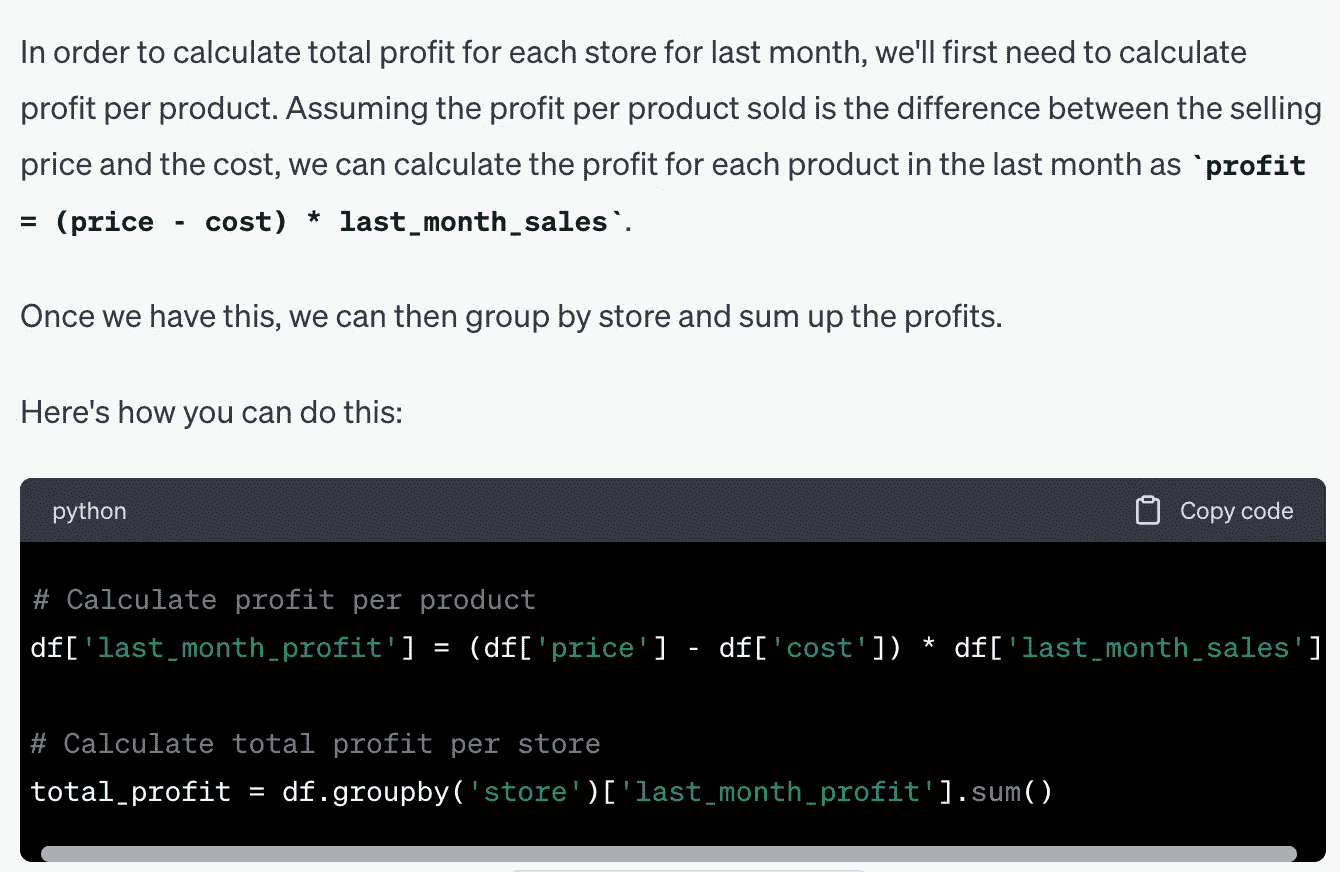 In order to calculate total profit for each store for last month, we'll first need to calculate
profit per product. Assuming the profit per product sold is the difference between the selling
price and the cost, we can calculate the profit for each product in the last month as `profit
= (price - cost) * last_month_sales`.
Once we have this, we can then group by store and sum up the profits.
Here's how you can do this:
python Copy code
# Calculate profit per product
df['last_month_profit'] = (df['price'] - df['cost']) * df['last_month_sales']
# Calculate total profit per store
total_profit = df.groupby('store')['last_month_profit'].sum()